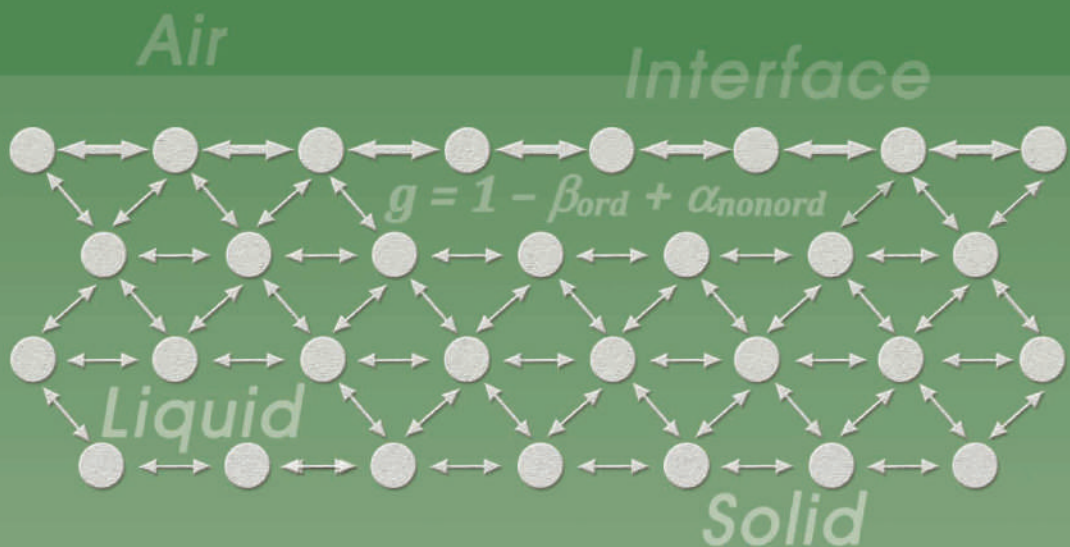 Air
Interface
g = 1 − βord + αnonord
Liquid
Solid